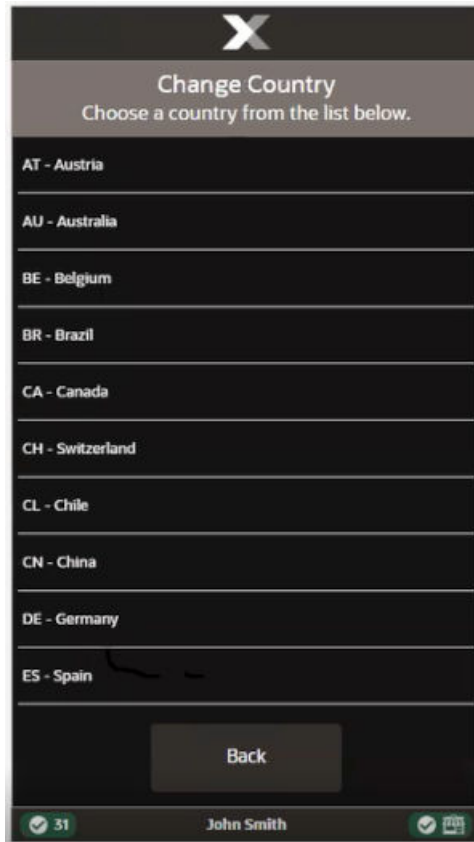 Change Country
Choose a country from the list below.
AT - Austria
AU - Australia
BE - Belgium
BR - Brazil
CA - Canada
CH - Switzerland
CL - Chile
CN - China
DE - Germany
ES - Spain
Back
31 John Smith